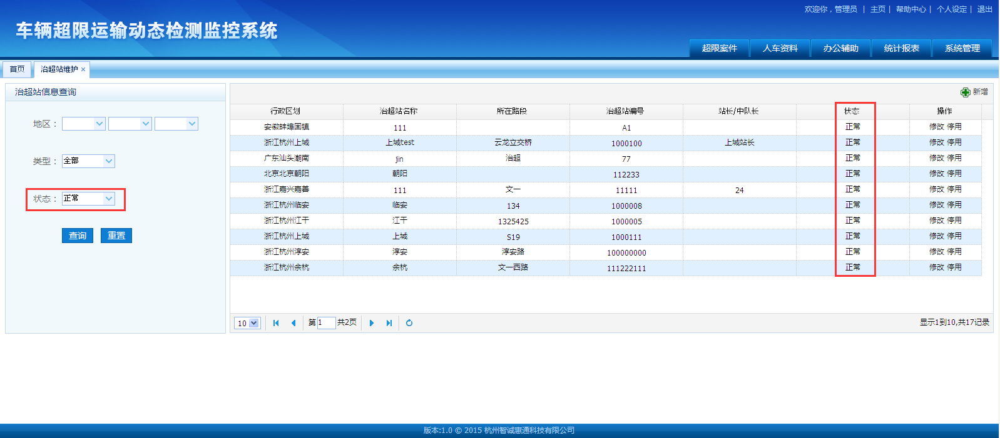 欢迎你，管理员 | 主页 | 帮助中心 | 个人设定 | 退出
车辆超限运输动态检测监控系统
超限案件 人车资料 办公辅助 统计报表 系统管理
首页 治超站维护 ×
治超站信息查询
地区：
类型： 全部
状态： 正常
查询 重置
新增
行政区划 治超站名称 所在路段 治超站编号 站长/中队长 状态 操作
安徽蚌埠固镇 111 A1 正常 修改 停用
浙江杭州上城 上城test 云龙立交桥 1000100 上城站长 正常 修改 停用
广东汕头潮南 jin 治超 77 正常 修改 停用
北京北京朝阳 朝阳 112233 正常 修改 停用
浙江嘉兴嘉善 111 文一 11111 24 正常 修改 停用
浙江杭州临安 临安 134 1000008 正常 修改 停用
浙江杭州江干 江干 1325425 1000005 正常 修改 停用
浙江杭州上城 上城 S19 1000111 正常 修改 停用
浙江杭州淳安 淳安 淳安路 100000000 正常 修改 停用
浙江杭州余杭 余杭 文一西路 111222111 正常 修改 停用
10 第 1 共2页 显示1到10,共17记录
版本:1.0 © 2015 杭州智诚惠通科技有限公司